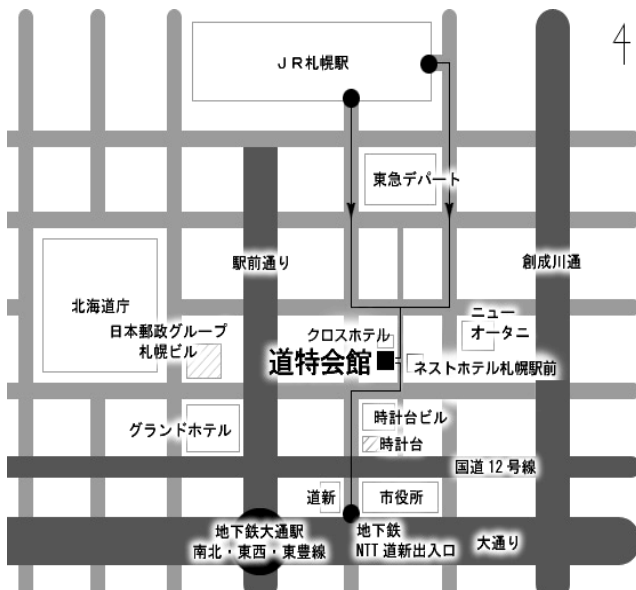 JR札幌駅
4
東急デパート
駅前通り
創成川通
北海道庁
日本郵政グループ
札幌ビル
クロスホテル
ニュー
オータニ
道特会館
ネストホテル札幌駅前
グランドホテル
時計台ビル
時計台
国道12号線
道新
市役所
地下鉄大通駅
南北・東西・東豊線
地下鉄
NTT道新出入口
大通り